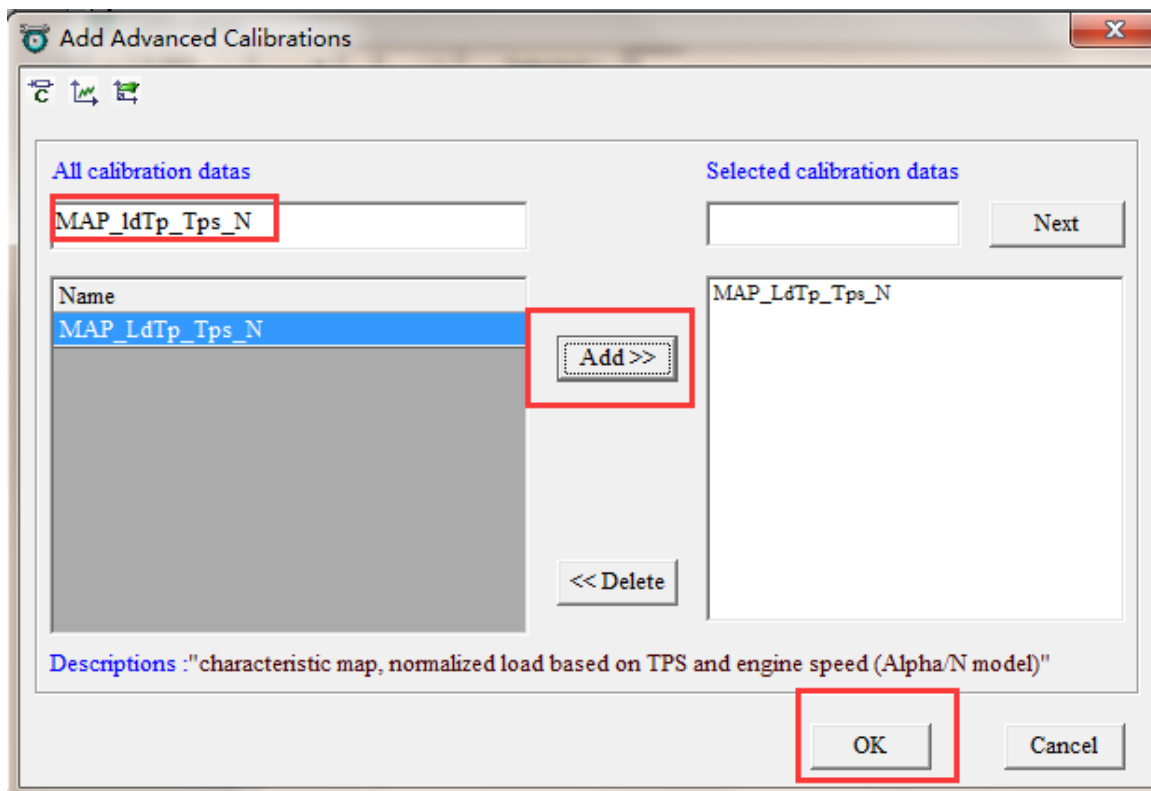 Add Advanced Calibrations
All calibration datas
Selected calibration datas
MAP_ldTp_Tps_N
Next
Name
MAP_LdTp_Tps_N
MAP_LdTp_Tps_N
Add >>
<< Delete
Descriptions :"characteristic map, normalized load based on TPS and engine speed (Alpha/N model)"
OK
Cancel